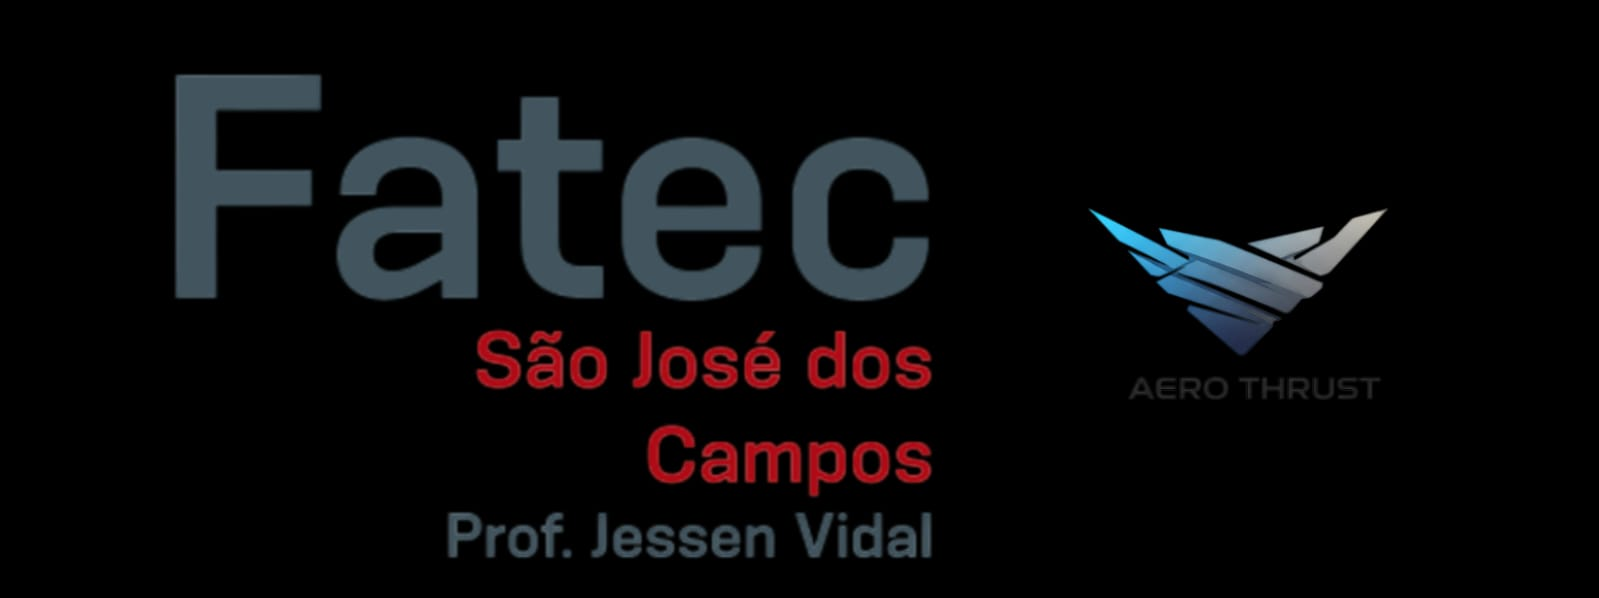 Fatec
São José dos
Campos
Prof. Jessen Vidal
AERO THRUST